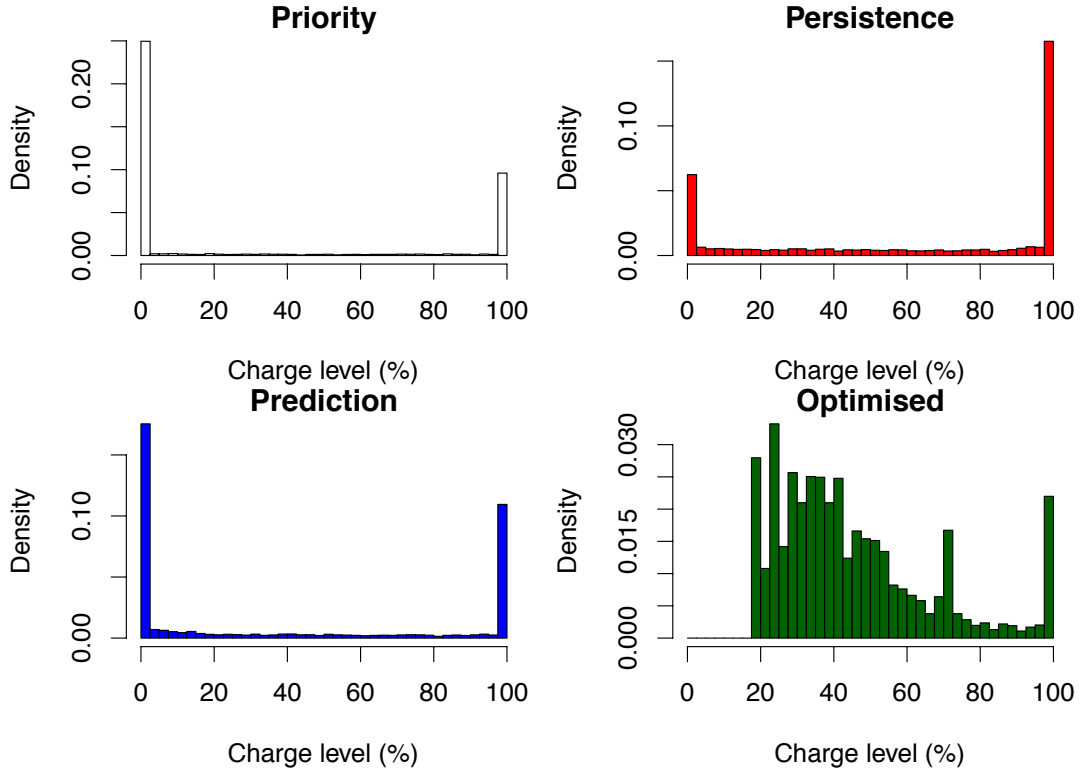 Priority
Density
0.00 0.10 0.20
0 20 40 60 80 100
Charge level (%)
Persistence
Density
0.00 0.10
0 20 40 60 80 100
Charge level (%)
Prediction
Density
0.00 0.10
0 20 40 60 80 100
Charge level (%)
Optimised
Density
0.000 0.015 0.030
0 20 40 60 80 100
Charge level (%)